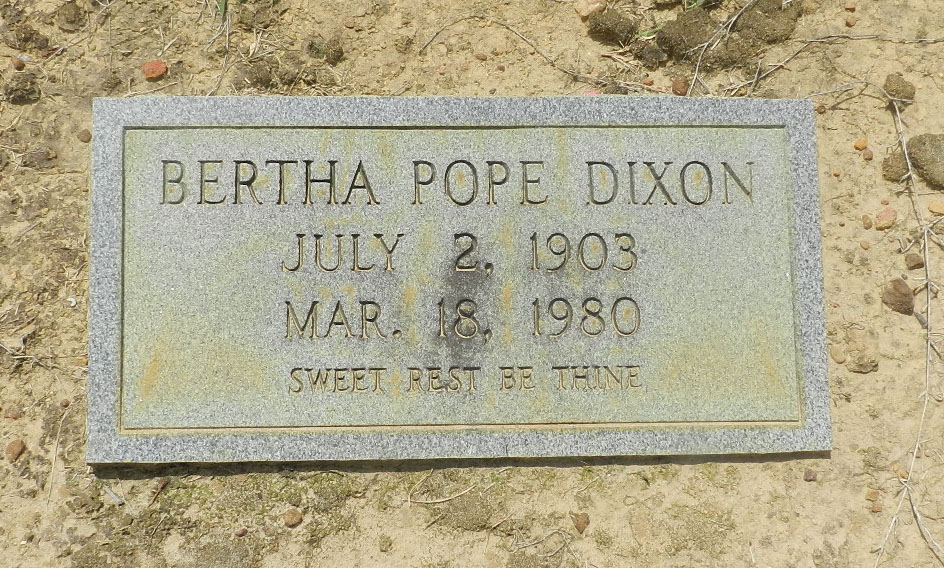 BERTHA POPE DIXON
JULY 2, 1903
MAR. 18, 1980
SWEET REST BE THINE